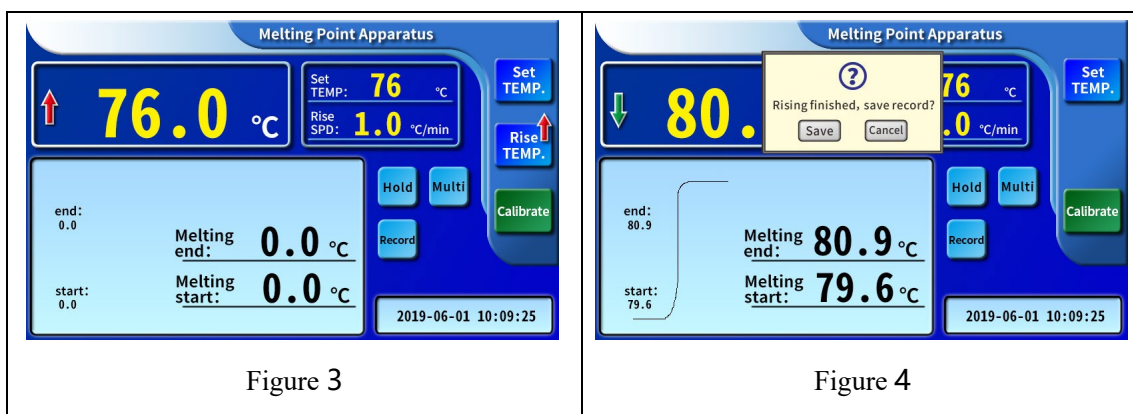 Melting Point Apparatus
76.0 °C
Set TEMP: 76 °C
Rise SPD: 1.0 °C/min
Set TEMP.
Rise TEMP.
Hold Multi
Calibrate
Record
end:
0.0
Melting end: 0.0 °C
start:
0.0
Melting start: 0.0 °C
2019-06-01 10:09:25
Figure 3
Melting Point Apparatus
80.
?
Rising finished, save record?
Save Cancel
76 °C
.0 °C/min
Set TEMP.
Hold Multi
Calibrate
Record
end:
80.9
Melting end: 80.9 °C
start:
79.6
Melting start: 79.6 °C
2019-06-01 10:09:25
Figure 4